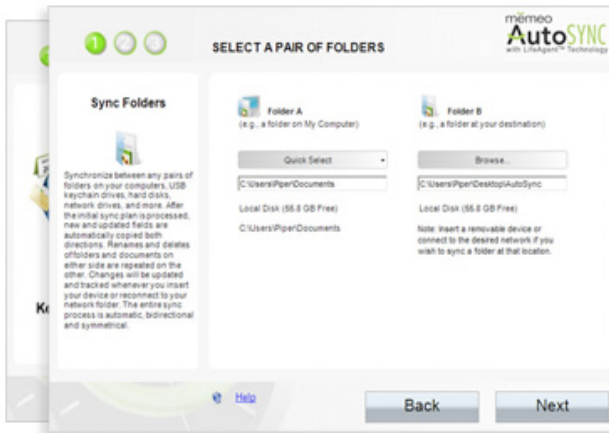 1
2
3
SELECT A PAIR OF FOLDERS
memeo
AutoSYNC
with LifeAgent™ Technology
Sync Folders
Synchronize between any pairs of
folders on your computers, USB
keychain drives, hard disks,
network drives, and more. After
the initial sync plan is processed,
new and updated fields are
automatically copied both
directions. Renames and deletes
of folders and documents on
either side are repeated on the
other. Changes will be updated
and tracked whenever you insert
your device or reconnect to your
network folder. The entire sync
process is automatic, bidirectional
and symmetrical.
Folder A
(e.g., a folder on My Computer)
Quick Select
C:\Users\Piper\Documents
Local Disk (55.8 GB Free)
C:\Users\Piper\Documents
Folder B
(e.g., a folder at your destination)
Browse...
C:\Users\Piper\Desktop\AutoSync
Local Disk (55.8 GB Free)
Note: Insert a removable device or
connect to the desired network if you
wish to sync a folder at that location.
Ke
Help
Back
Next